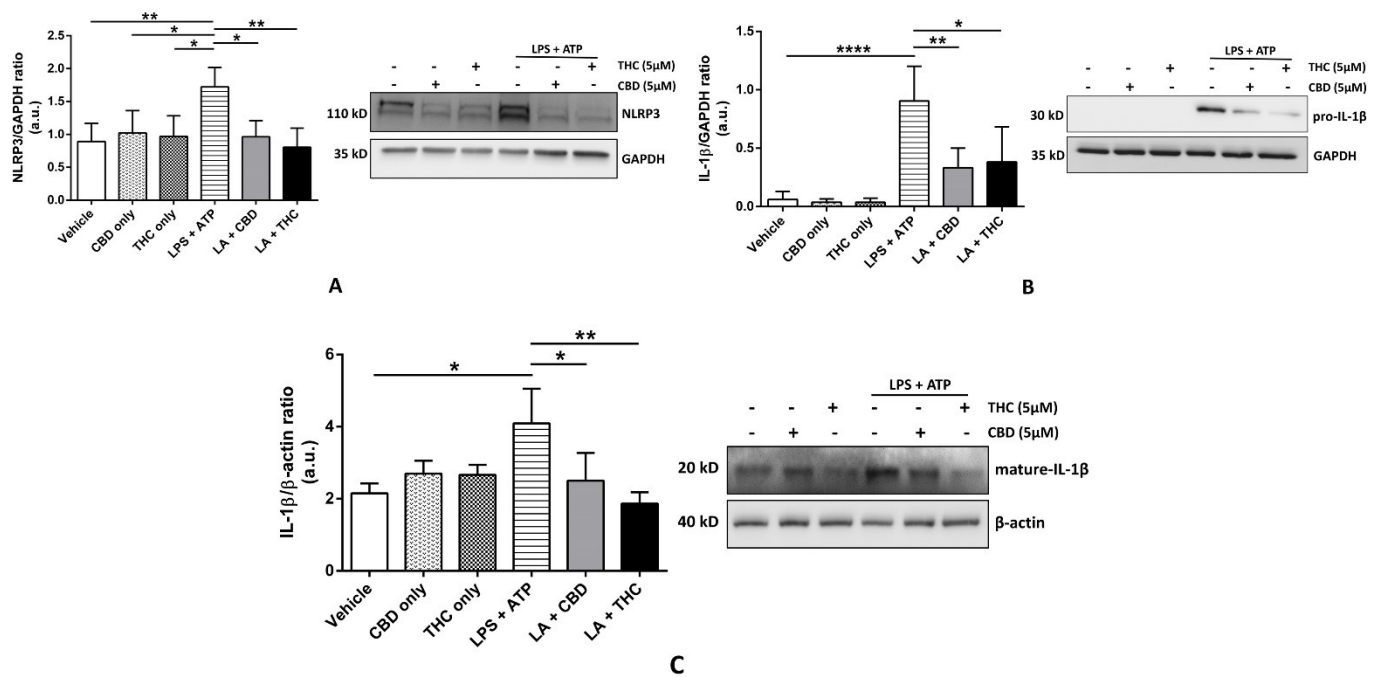 NLRP3/GAPDH ratio
(a.u.)
2.5
2.0
1.5
1.0
0.5
0.0
**
*
*
**
*
Vehicle
CBD only
THC only
LPS + ATP
LA + CBD
LA + THC
LPS + ATP
- - + - - + THC (5µM)
- + - - + - CBD (5µM)
110 kD NLRP3
35 kD GAPDH
A
IL-1β/GAPDH ratio
(a.u.)
1.5
1.0
0.5
0.0
****
*
**
Vehicle
CBD only
THC only
LPS + ATP
LA + CBD
LA + THC
LPS + ATP
- - + - - + THC (5µM)
- + - - + - CBD (5µM)
30 kD pro-IL-1β
35 kD GAPDH
B
IL-1β/β-actin ratio
(a.u.)
6
4
2
0
*
**
*
Vehicle
CBD only
THC only
LPS + ATP
LA + CBD
LA + THC
LPS + ATP
- - + - - + THC (5µM)
- + - - + - CBD (5µM)
20 kD mature-IL-1β
40 kD β-actin
C